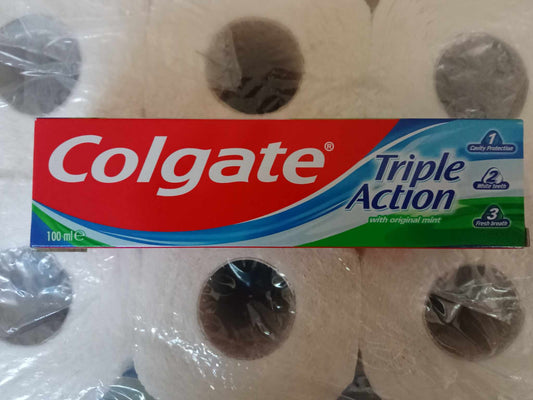 Colgate®
Triple
Action
with original mint
1
Cavity Protection
2
White teeth
3
Fresh breath
100 ml ℮